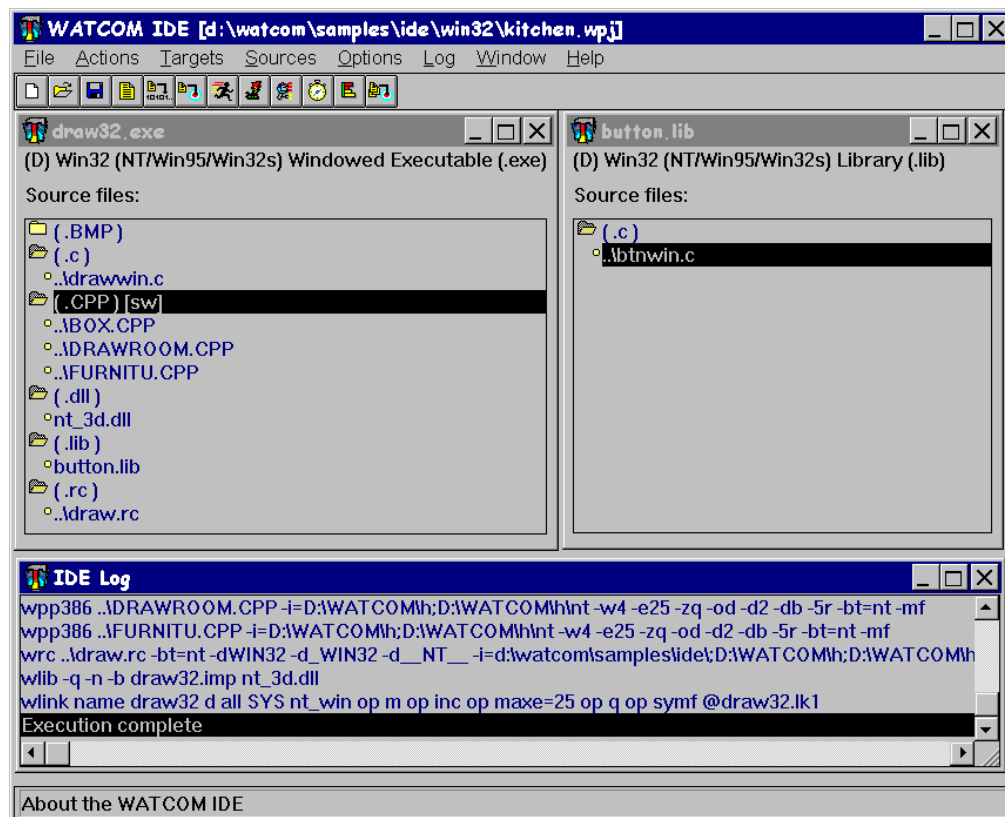 WATCOM IDE [d:\watcom\samples\ide\win32\kitchen.wpj]
File Actions Targets Sources Options Log Window Help
draw32.exe
(D) Win32 (NT/Win95/Win32s) Windowed Executable (.exe)
Source files:
( .BMP )
( .c )
..\drawwin.c
( .CPP ) [sw]
..\BOX.CPP
..\DRAWROOM.CPP
..\FURNITU.CPP
( .dll )
nt_3d.dll
( .lib )
button.lib
( .rc )
..\draw.rc
button.lib
(D) Win32 (NT/Win95/Win32s) Library (.lib)
Source files:
( .c )
..\btnwin.c
IDE Log
wpp386 ..\DRAWROOM.CPP -i=D:\WATCOM\h;D:\WATCOM\h\nt -w4 -e25 -zq -od -d2 -db -5r -bt=nt -mf
wpp386 ..\FURNITU.CPP -i=D:\WATCOM\h;D:\WATCOM\h\nt -w4 -e25 -zq -od -d2 -db -5r -bt=nt -mf
wrc ..\draw.rc -bt=nt -dWIN32 -d_WIN32 -d__NT__ -i=d:\watcom\samples\ide\;D:\WATCOM\h;D:\WATCOM\h
wlib -q -n -b draw32.imp nt_3d.dll
wlink name draw32 d all SYS nt_win op m op inc op maxe=25 op q op symf @draw32.lk1
Execution complete
About the WATCOM IDE